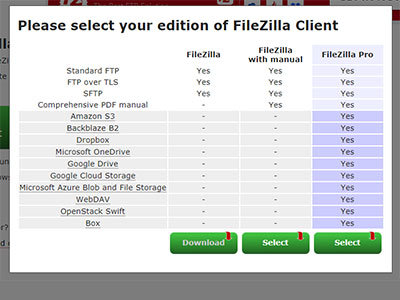 Please select your edition of FileZilla Client
FileZilla FileZilla with manual FileZilla Pro
Standard FTP Yes Yes Yes
FTP over TLS Yes Yes Yes
SFTP Yes Yes Yes
Comprehensive PDF manual - Yes Yes
Amazon S3 - - Yes
Backblaze B2 - - Yes
Dropbox - - Yes
Microsoft OneDrive - - Yes
Google Drive - - Yes
Google Cloud Storage - - Yes
Microsoft Azure Blob and File Storage - - Yes
WebDAV - - Yes
OpenStack Swift - - Yes
Box - - Yes
Download Select Select